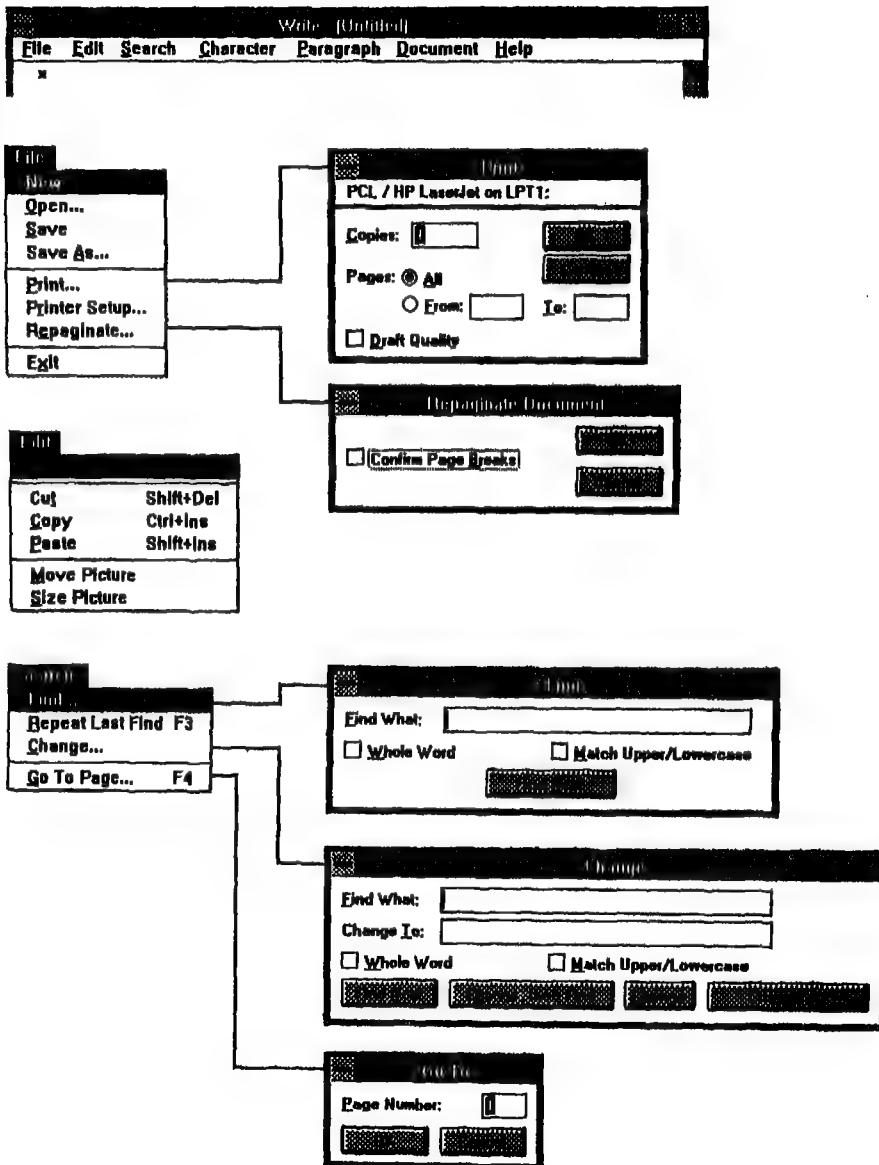 Write - [Untitled]
File Edit Search Character Paragraph Document Help
File
New
Open...
Save
Save As...
Print...
Printer Setup...
Repaginate...
Exit
Print
PCL / HP LaserJet on LPT1:
Copies:
Pages: All
From: To:
Draft Quality
Repaginate Document
Confirm Page Breaks
Edit
Cut Shift+Del
Copy Ctrl+Ins
Paste Shift+Ins
Move Picture
Size Picture
Find...
Repeat Last Find F3
Change...
Go To Page... F4
Find
Find What:
Whole Word Match Upper/Lowercase
Change
Find What:
Change To:
Whole Word Match Upper/Lowercase
Page Number: